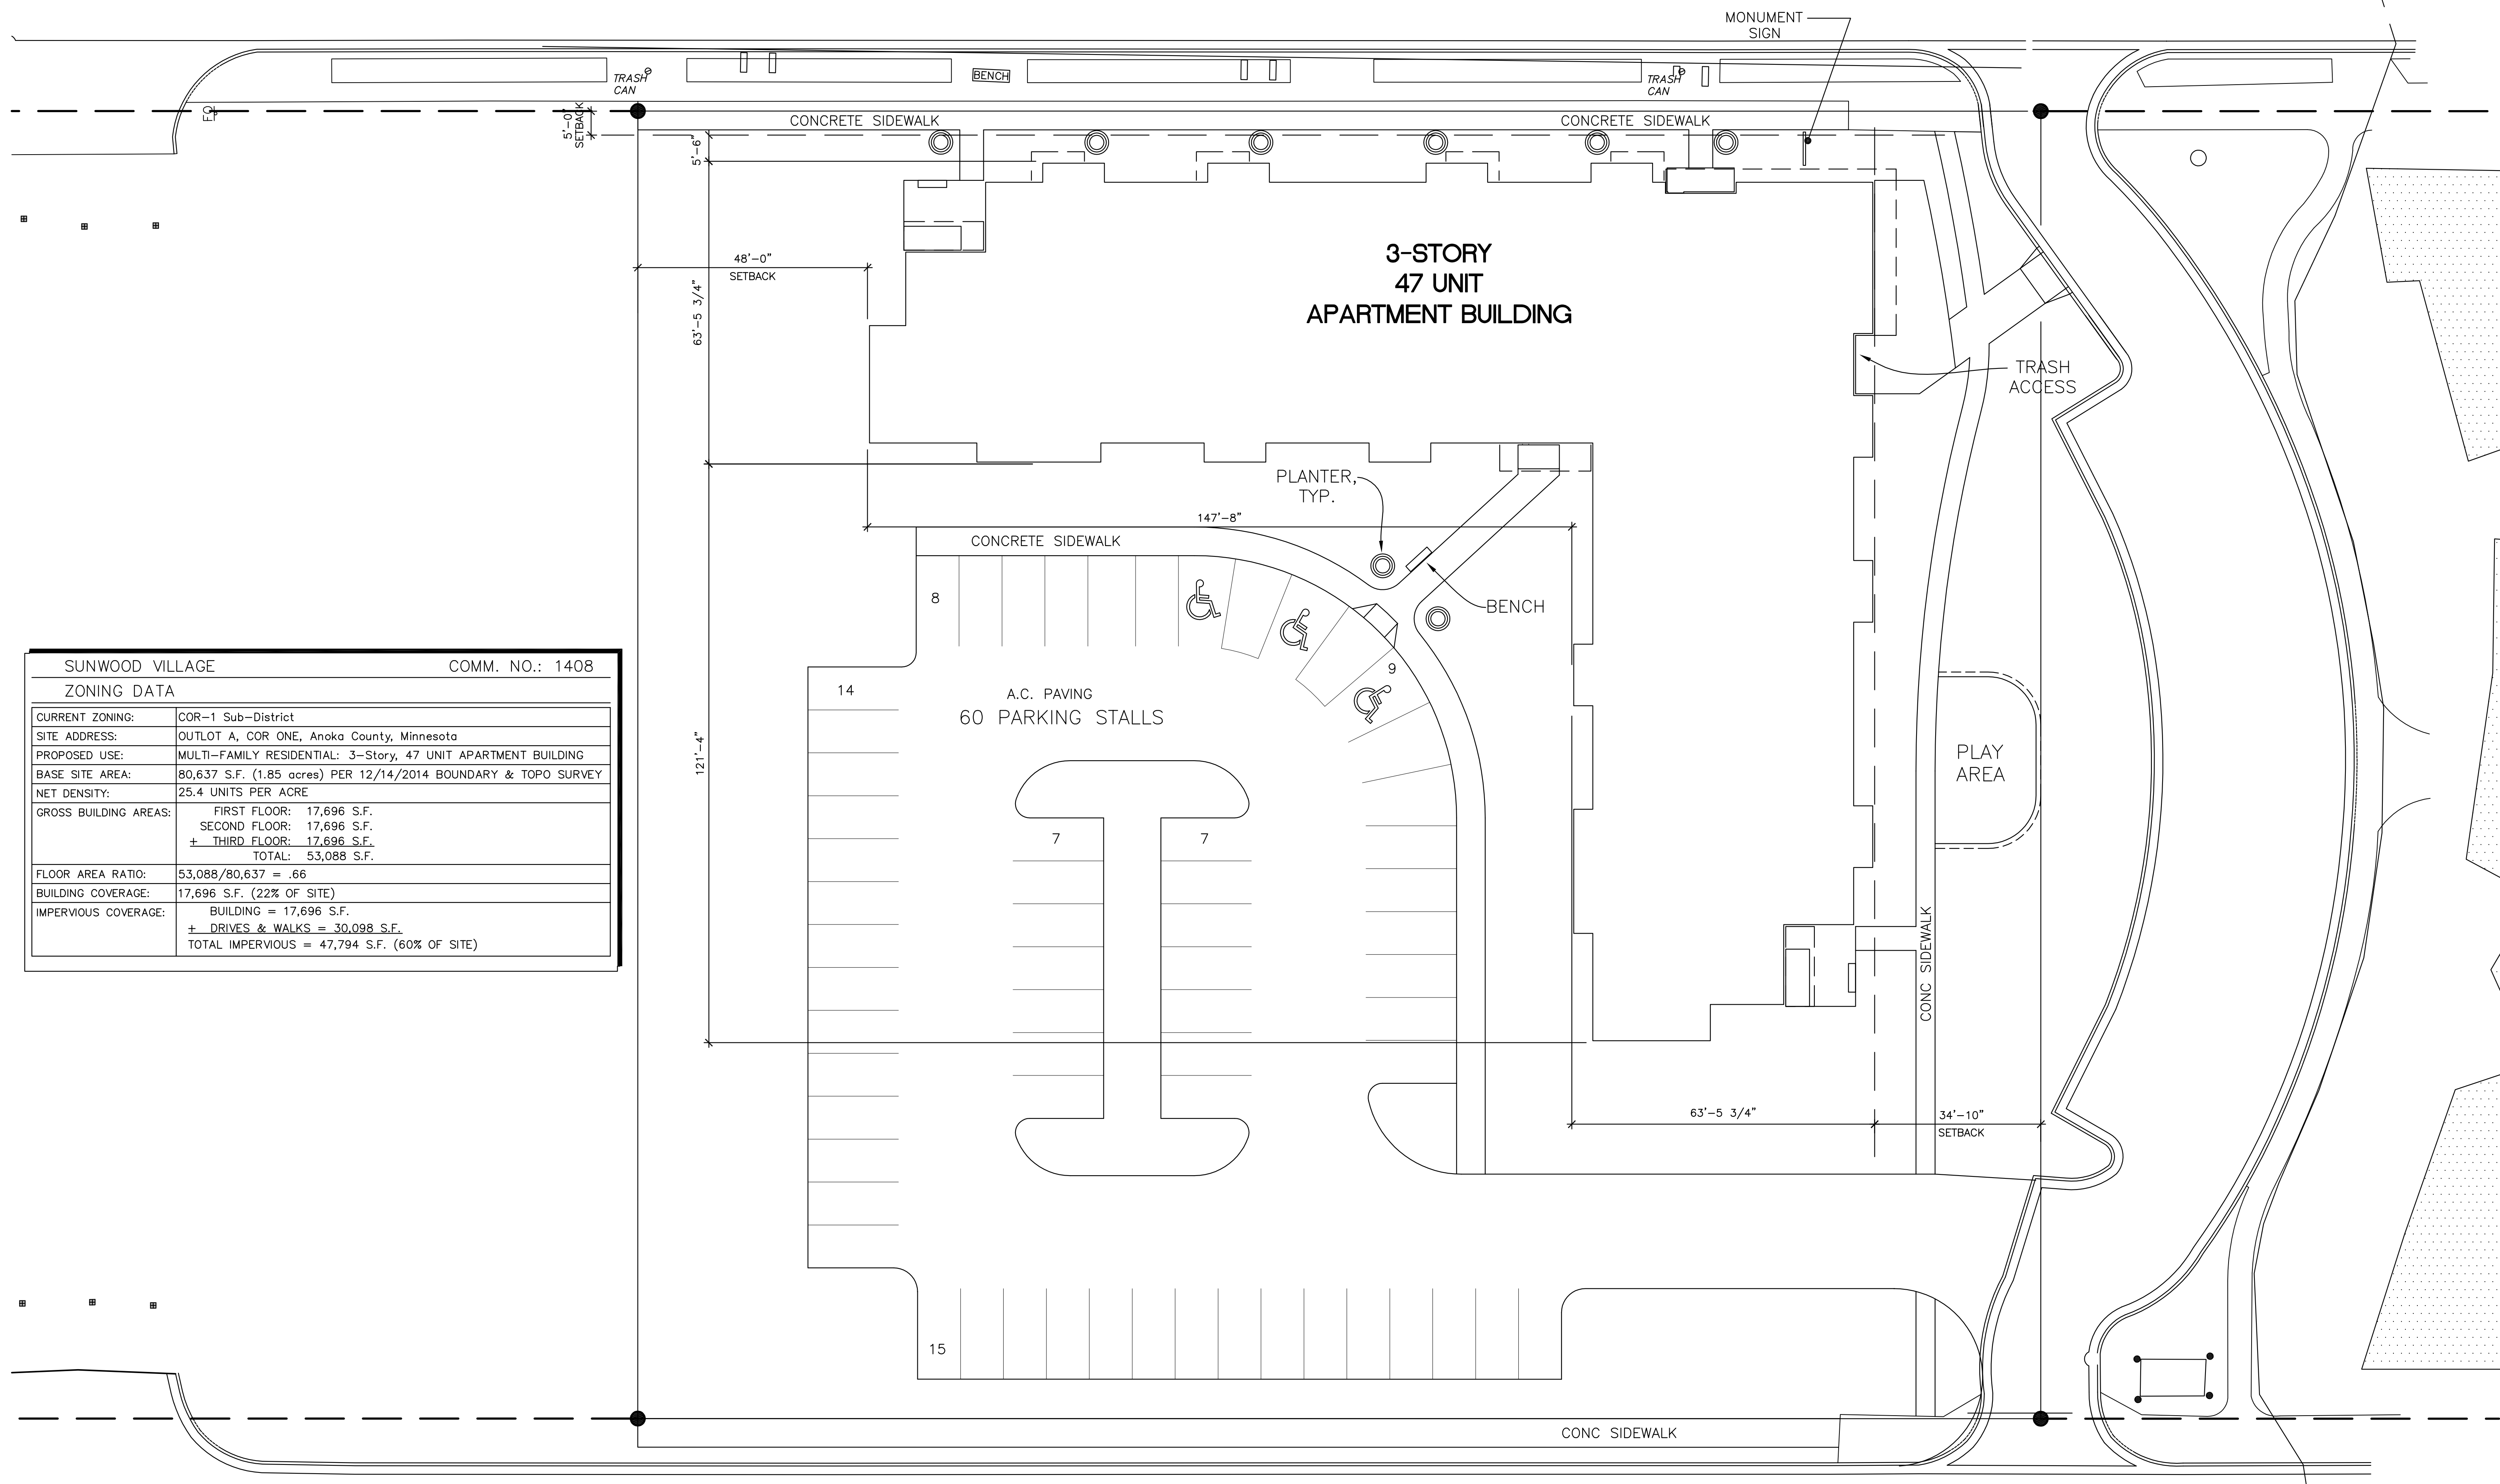 MONUMENT
SIGN
TRASH
CAN
BENCH
TRASH
CAN
FO
5'-0"
SETBACK
CONCRETE SIDEWALK
CONCRETE SIDEWALK
5'-6"
48'-0"
SETBACK
63'-5 3/4"
3-STORY
47 UNIT
APARTMENT BUILDING
TRASH
ACCESS
PLANTER,
TYP.
147'-8"
CONCRETE SIDEWALK
8
BENCH
9
14
A.C. PAVING
60 PARKING STALLS
121'-4"
7
7
PLAY
AREA
CONC SIDEWALK
63'-5 3/4"
34'-10"
SETBACK
15
CONC SIDEWALK
SUNWOOD VILLAGE COMM. NO.: 1408
ZONING DATA
CURRENT ZONING: COR-1 Sub-District
SITE ADDRESS: OUTLOT A, COR ONE, Anoka County, Minnesota
PROPOSED USE: MULTI-FAMILY RESIDENTIAL: 3-Story, 47 UNIT APARTMENT BUILDING
BASE SITE AREA: 80,637 S.F. (1.85 acres) PER 12/14/2014 BOUNDARY & TOPO SURVEY
NET DENSITY: 25.4 UNITS PER ACRE
GROSS BUILDING AREAS: FIRST FLOOR: 17,696 S.F.
SECOND FLOOR: 17,696 S.F.
+ THIRD FLOOR: 17,696 S.F.
TOTAL: 53,088 S.F.
FLOOR AREA RATIO: 53,088/80,637 = .66
BUILDING COVERAGE: 17,696 S.F. (22% OF SITE)
IMPERVIOUS COVERAGE: BUILDING = 17,696 S.F.
+ DRIVES & WALKS = 30,098 S.F.
TOTAL IMPERVIOUS = 47,794 S.F. (60% OF SITE)